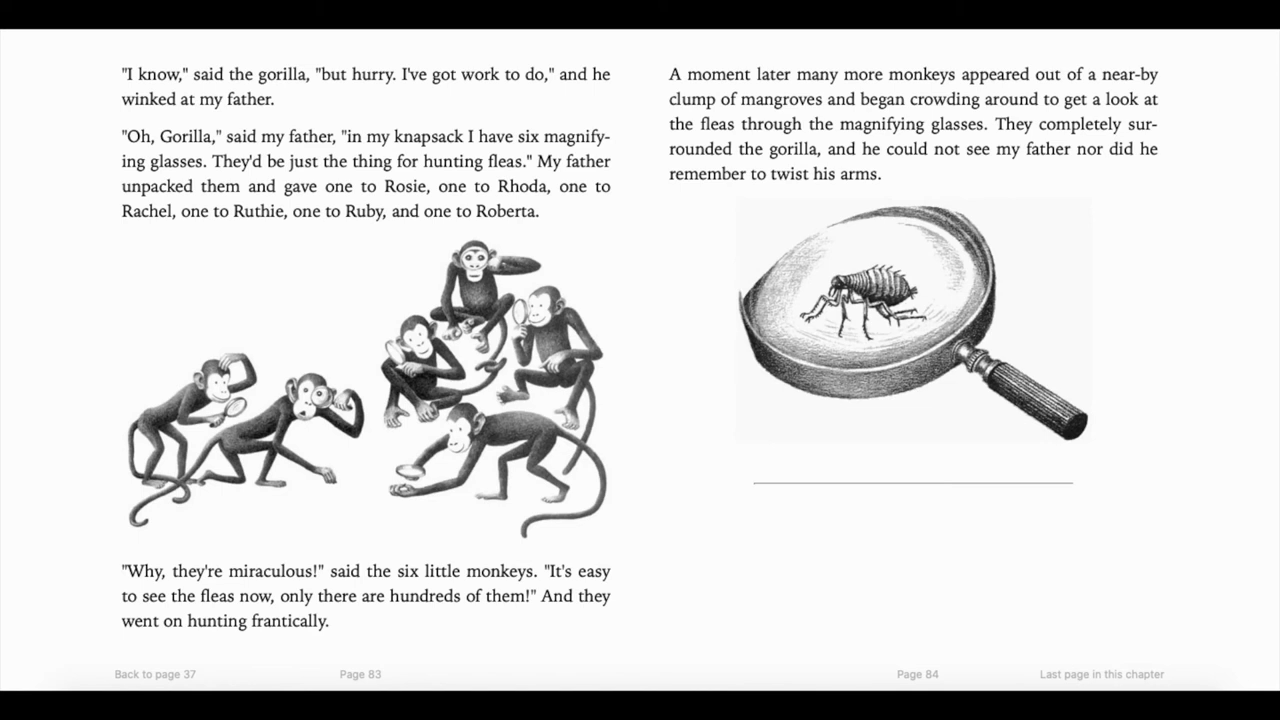 "I know," said the gorilla, "but hurry. I've got work to do," and he
winked at my father.
"Oh, Gorilla," said my father, "in my knapsack I have six magnify-
ing glasses. They'd be just the thing for hunting fleas." My father
unpacked them and gave one to Rosie, one to Rhoda, one to
Rachel, one to Ruthie, one to Ruby, and one to Roberta.
"Why, they're miraculous!" said the six little monkeys. "It's easy
to see the fleas now, only there are hundreds of them!" And they
went on hunting frantically.
Back to page 37
Page 83
A moment later many more monkeys appeared out of a near-by
clump of mangroves and began crowding around to get a look at
the fleas through the magnifying glasses. They completely sur-
rounded the gorilla, and he could not see my father nor did he
remember to twist his arms.
Page 84
Last page in this chapter